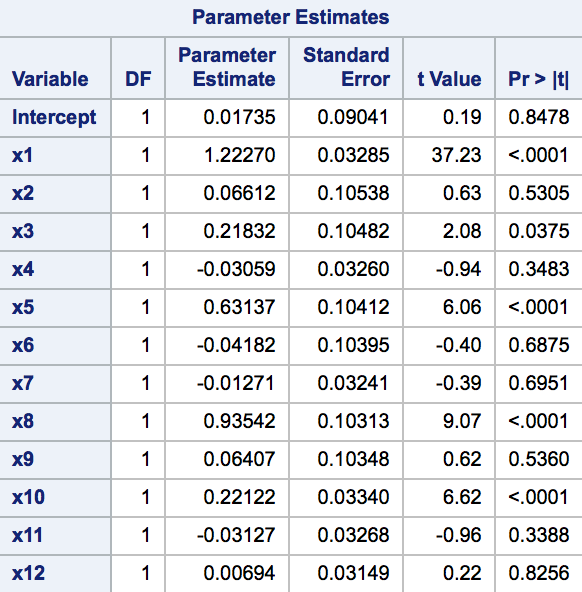 Parameter Estimates
Variable DF Parameter Estimate Standard Error t Value Pr > |t|
Intercept 1 0.01735 0.09041 0.19 0.8478
x1 1 1.22270 0.03285 37.23 <.0001
x2 1 0.06612 0.10538 0.63 0.5305
x3 1 0.21832 0.10482 2.08 0.0375
x4 1 -0.03059 0.03260 -0.94 0.3483
x5 1 0.63137 0.10412 6.06 <.0001
x6 1 -0.04182 0.10395 -0.40 0.6875
x7 1 -0.01271 0.03241 -0.39 0.6951
x8 1 0.93542 0.10313 9.07 <.0001
x9 1 0.06407 0.10348 0.62 0.5360
x10 1 0.22122 0.03340 6.62 <.0001
x11 1 -0.03127 0.03268 -0.96 0.3388
x12 1 0.00694 0.03149 0.22 0.8256